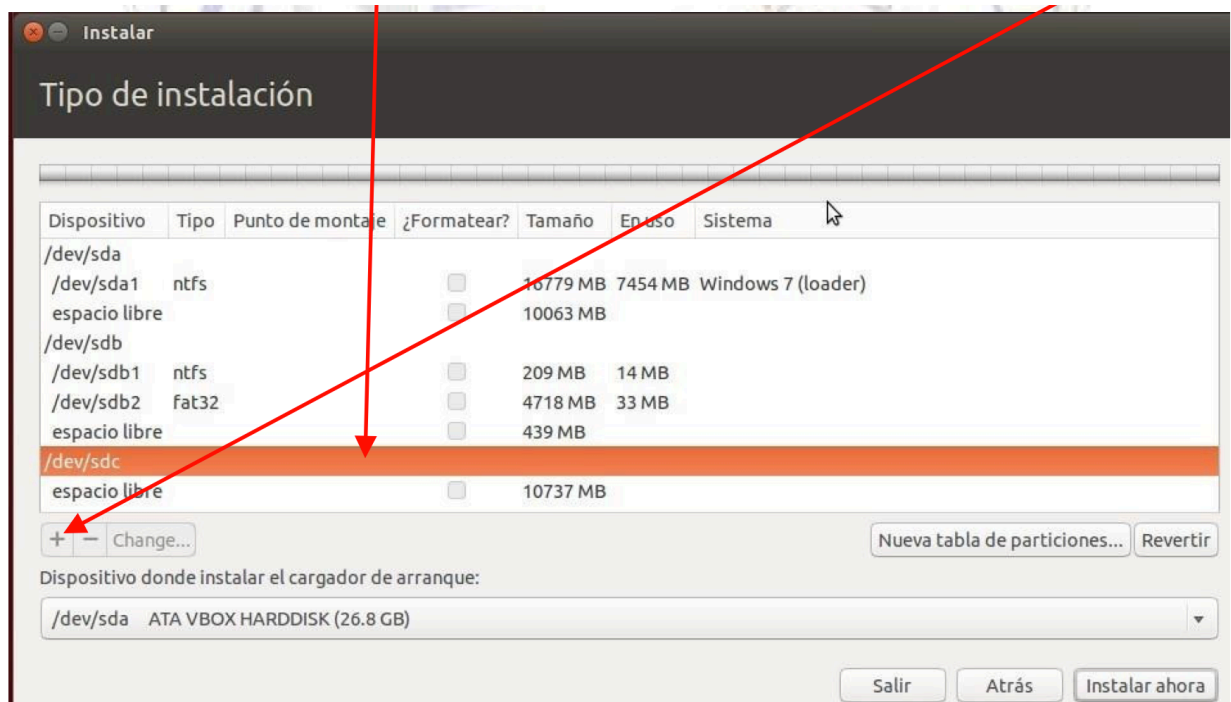 Instalar
Tipo de instalación
Dispositivo Tipo Punto de montaje ¿Formatear? Tamaño En uso Sistema
/dev/sda
/dev/sda1 ntfs 16779 MB 7454 MB Windows 7 (loader)
espacio libre 10063 MB
/dev/sdb
/dev/sdb1 ntfs 209 MB 14 MB
/dev/sdb2 fat32 4718 MB 33 MB
espacio libre 439 MB
/dev/sdc
espacio libre 10737 MB
+ − Change... Nueva tabla de particiones... Revertir
Dispositivo donde instalar el cargador de arranque:
/dev/sda ATA VBOX HARDDISK (26.8 GB)
Salir Atrás Instalar ahora